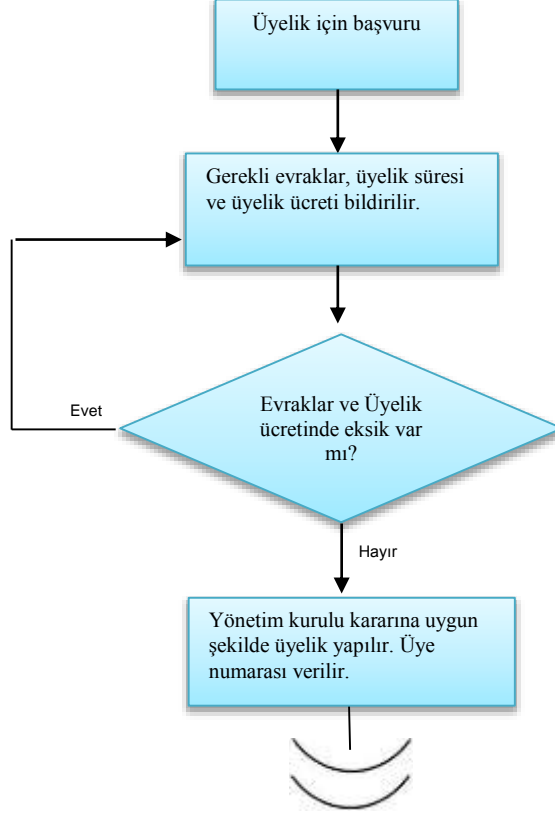 Üyelik için başvuru
Gerekli evraklar, üyelik süresi
ve üyelik ücreti bildirilir.
Evet
Evraklar ve Üyelik
ücretinde eksik var
mı?
Hayır
Yönetim kurulu kararına uygun
şekilde üyelik yapılır. Üye
numarası verilir.